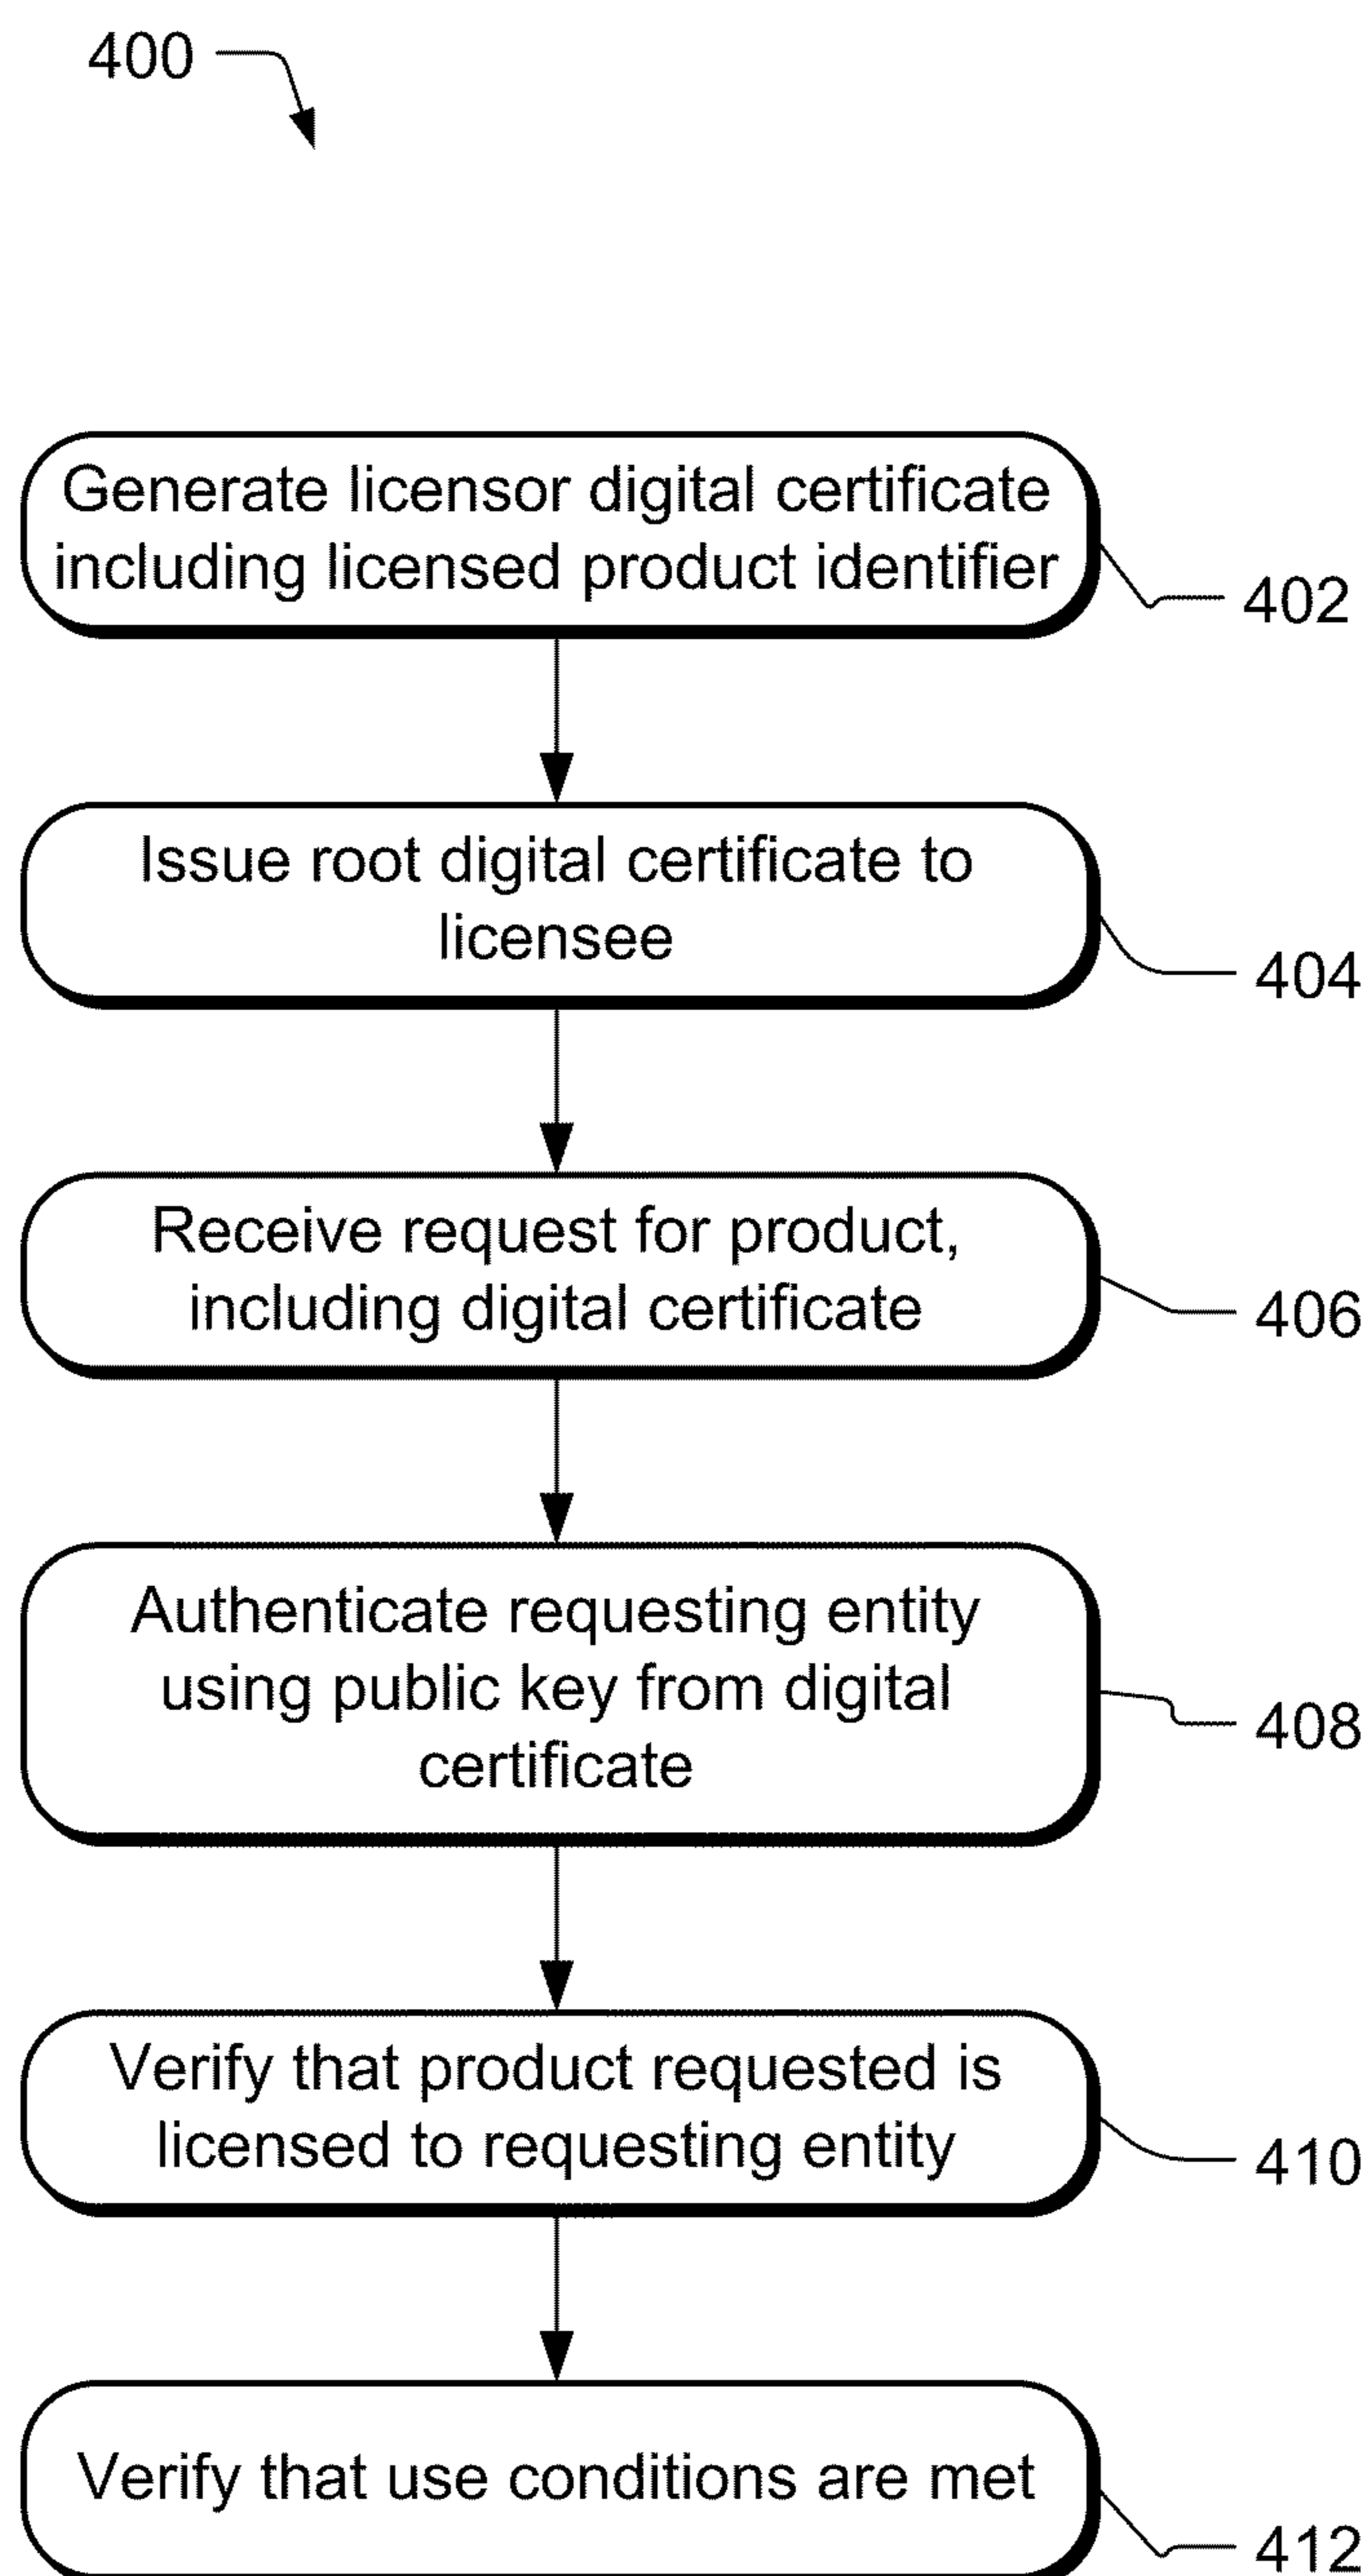 400
Generate licensor digital certificate
including licensed product identifier
402
Issue root digital certificate to
licensee
404
Receive request for product,
including digital certificate
406
Authenticate requesting entity
using public key from digital
certificate
408
Verify that product requested is
licensed to requesting entity
410
Verify that use conditions are met
412